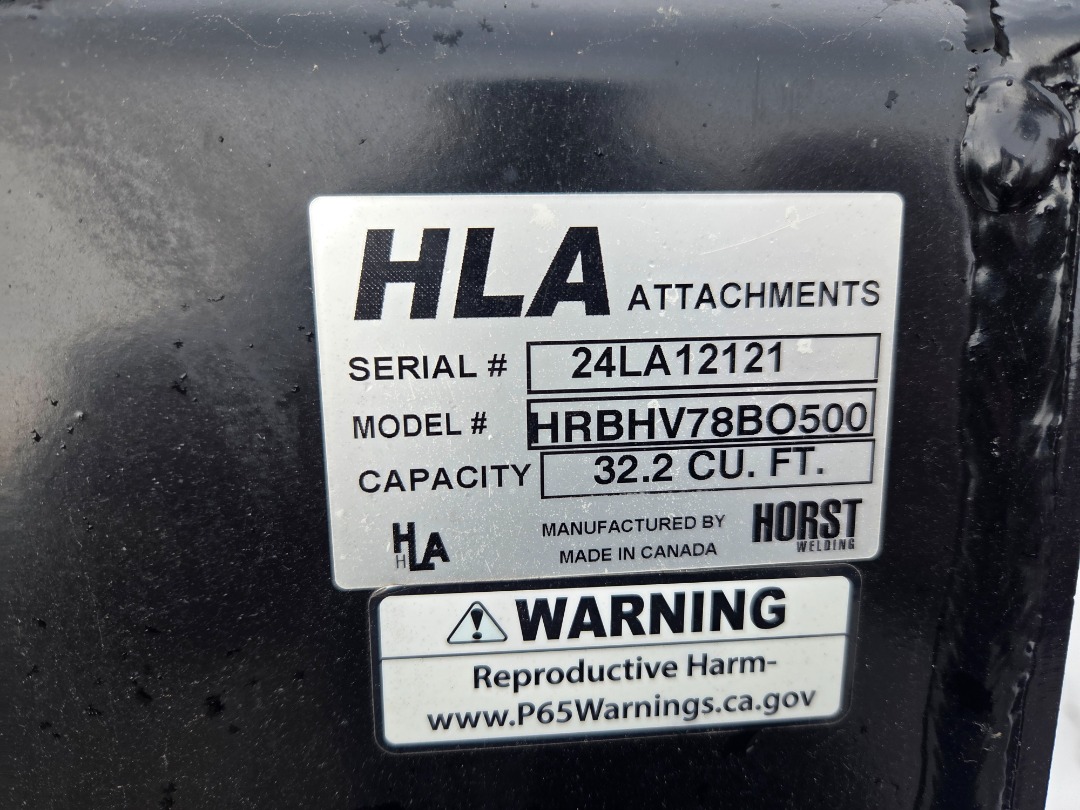 HLA ATTACHMENTS
SERIAL # 24LA12121
MODEL # HRBHV78BO500
CAPACITY 32.2 CU. FT.
HLA
MANUFACTURED BY HORST WELDING
MADE IN CANADA
WARNING
Reproductive Harm-
www.P65Warnings.ca.gov